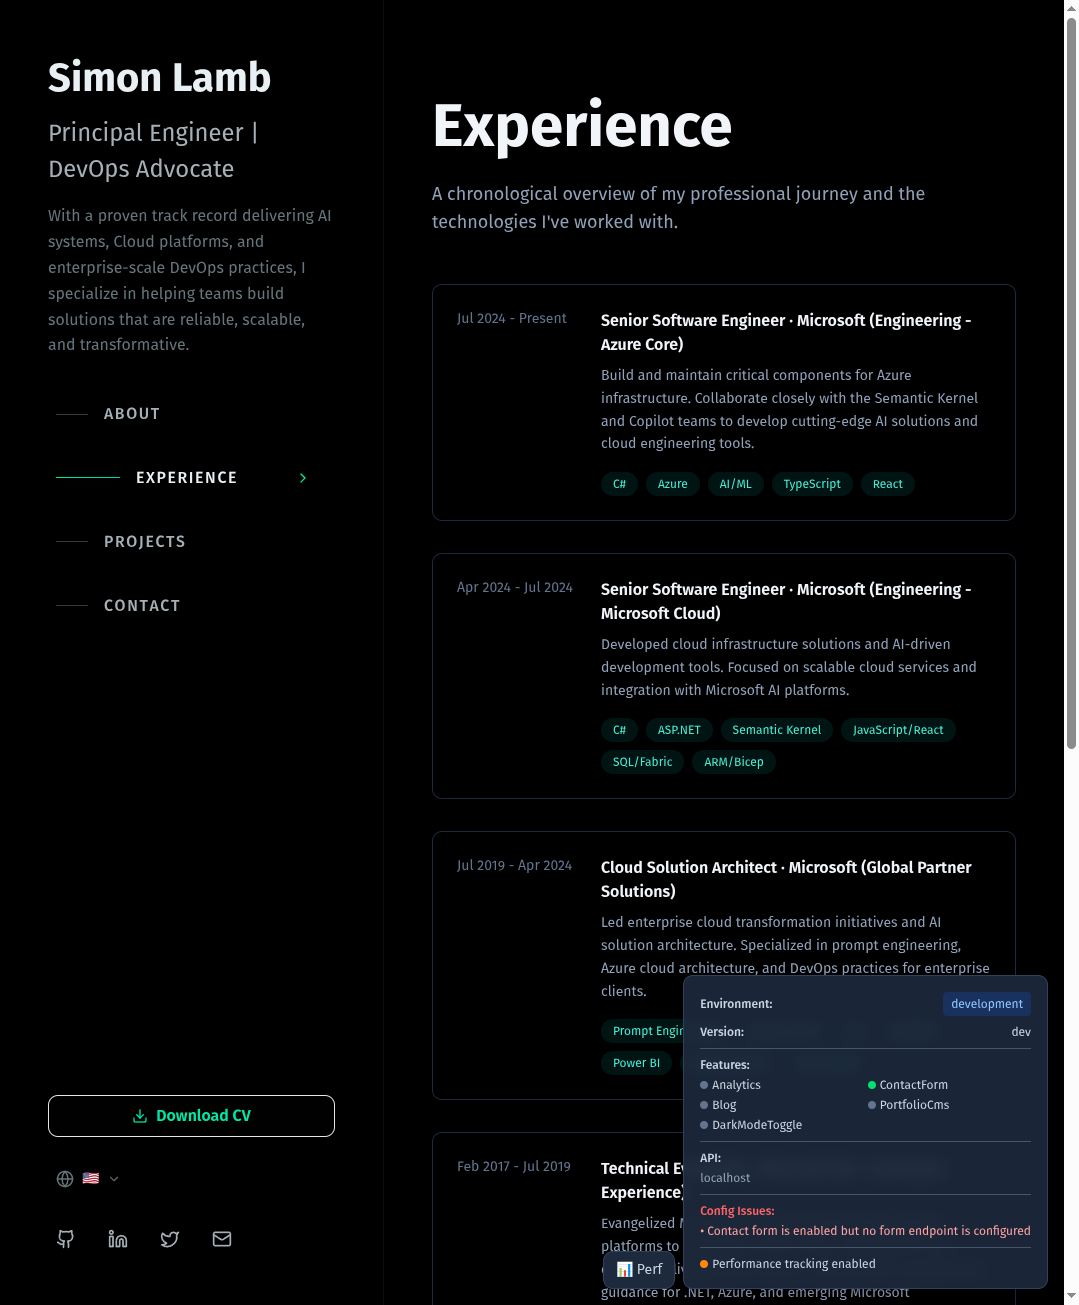 Simon Lamb
Principal Engineer |
DevOps Advocate
With a proven track record delivering AI
systems, Cloud platforms, and
enterprise-scale DevOps practices, I
specialize in helping teams build
solutions that are reliable, scalable,
and transformative.
ABOUT
EXPERIENCE
PROJECTS
CONTACT
Download CV
Experience
A chronological overview of my professional journey and the
technologies I've worked with.
Jul 2024 - Present
Senior Software Engineer · Microsoft (Engineering -
Azure Core)
Build and maintain critical components for Azure
infrastructure. Collaborate closely with the Semantic Kernel
and Copilot teams to develop cutting-edge AI solutions and
cloud engineering tools.
C# Azure AI/ML TypeScript React
Apr 2024 - Jul 2024
Senior Software Engineer · Microsoft (Engineering -
Microsoft Cloud)
Developed cloud infrastructure solutions and AI-driven
development tools. Focused on scalable cloud services and
integration with Microsoft AI platforms.
C# ASP.NET Semantic Kernel JavaScript/React
SQL/Fabric ARM/Bicep
Jul 2019 - Apr 2024
Cloud Solution Architect · Microsoft (Global Partner
Solutions)
Led enterprise cloud transformation initiatives and AI
solution architecture. Specialized in prompt engineering,
Azure cloud architecture, and DevOps practices for enterprise
clients.
Prompt
Power BI
Feb 2017 - Jul 2019
Technical
Experience)
Evangelized
platforms to
guidance for .NET, Azure, and emerging Microsoft
📊 Perf
Environment: development
Version: dev
Features:
Analytics ContactForm
Blog PortfolioCms
DarkModeToggle
API:
localhost
Config Issues:
• Contact form is enabled but no form endpoint is configured
Performance tracking enabled